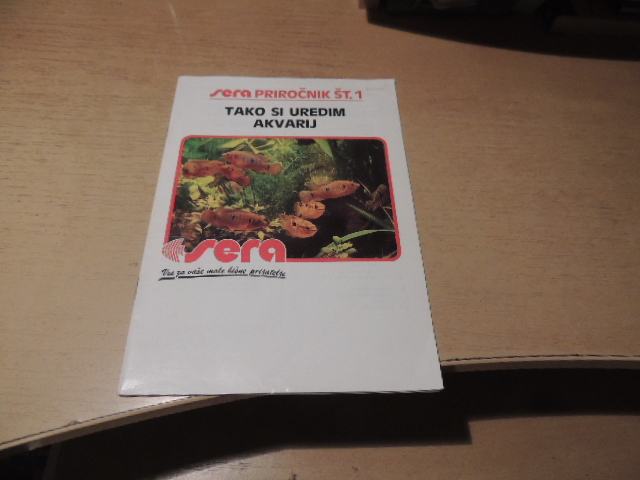 sera PRIROČNIK ŠT. 1
TAKO SI UREDIM
AKVARIJ
sera
Vse za vaše male hišne prijatelje